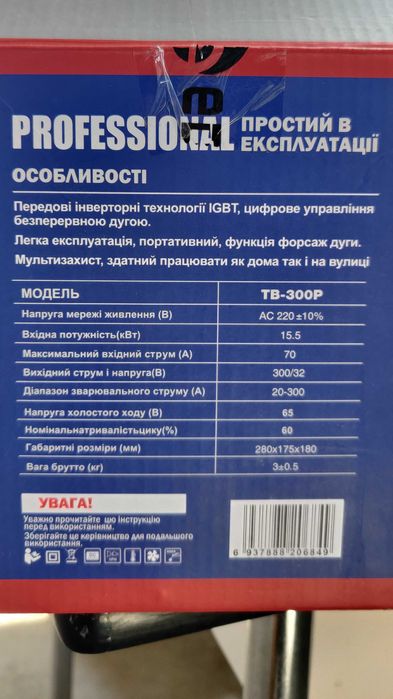 PROFESSIONAL ПРОСТИЙ В ЕКСПЛУАТАЦІЇ
ОСОБЛИВОСТІ
Передові інверторні технології IGBT, цифрове управління
безперервною дугою.
Легка експлуатація, портативний, функція форсаж дуги.
Мультизахист, здатний працювати як дома так і на вулиці
МОДЕЛЬ ТВ-300Р
Напруга мережі живлення (В) AC 220±10%
Вхідна потужність(кВт) 15.5
Максимальний вхідний струм (А) 70
Вихідний струм і напруга(В) 300/32
Діапазон зварювального струму (А) 20-300
Напруга холостого ходу (В) 65
Номінальнатривалістьцику(%) 60
Габаритні розміри (мм) 280x175x180
Вага брутто (кг) 3±0.5
УВАГА!
Уважно прочитайте цю інструкцію
перед використанням.
Зберігайте це керівництво для подальшого
використання.
6 937888 206849